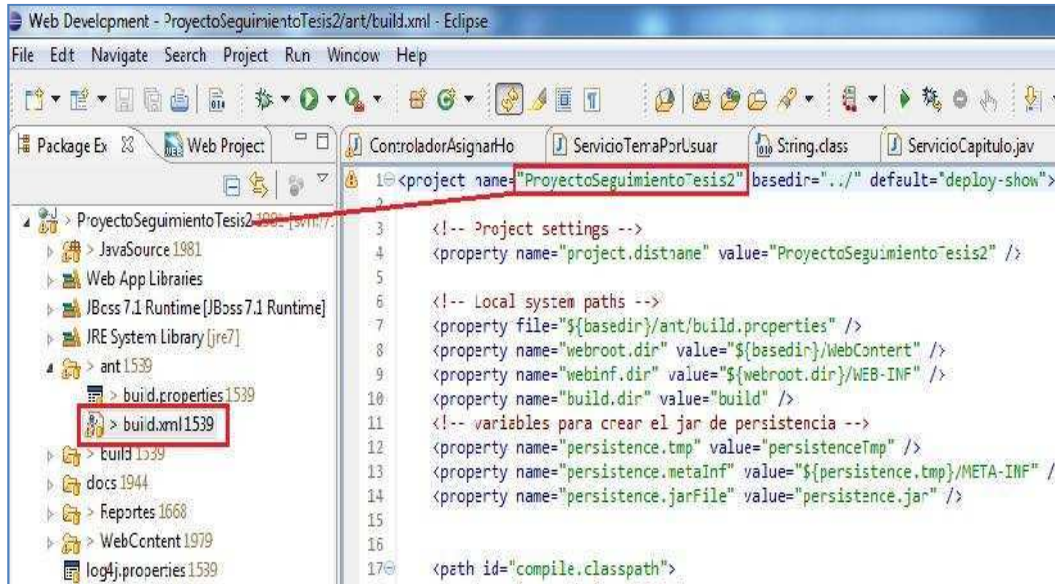 Web Development - ProyectoSeguimientoTesis2/ant/build.xml - Eclipse
File Edit Navigate Search Project Run Window Help
Package Ex Web Project
ControladorAsignarHo ServicioTemaPorUsuar String.class ServicioCapitulo.jav
> ProyectoSeguimientoTesis2
> JavaSource 1981
Web App Libraries
JBoss 7.1 Runtime [JBoss 7.1 Runtime]
JRE System Library [jre7]
> ant 1539
> build.properties 1539
> build.xml 1539
> build 1539
> docs 1944
> Reportes 1668
> WebContent 1979
log4j.properties 1539
1 <project name="ProyectoSeguimientoTesis2" basedir="../" default="deploy-show">
2
3 <!-- Project settings -->
4 <property name="project.distname" value="ProyectoSeguimientoTesis2" />
5
6 <!-- Local system paths -->
7 <property file="${basedir}/ant/build.properties" />
8 <property name="webroot.dir" value="${basedir}/WebContent" />
9 <property name="webinf.dir" value="${webroot.dir}/WEB-INF" />
10 <property name="build.dir" value="build" />
11 <!-- variables para crear el jar de persistencia -->
12 <property name="persistence.tmp" value="persistenceTmp" />
13 <property name="persistence.metaInf" value="${persistence.tmp}/META-INF" /
14 <property name="persistence.jarFile" value="persistence.jar" />
15
16
17 <path id="compile.classpath">